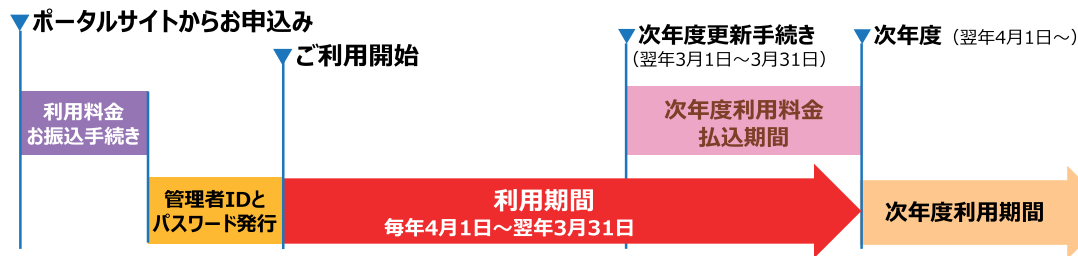 ポータルサイトからお申込み
ご利用開始
次年度更新手続き
（翌年3月1日～3月31日）
次年度（翌年4月1日～）
利用料金
お振込手続き
次年度利用料金
払込期間
管理者IDと
パスワード発行
利用期間
毎年4月1日～翌年3月31日
次年度利用期間